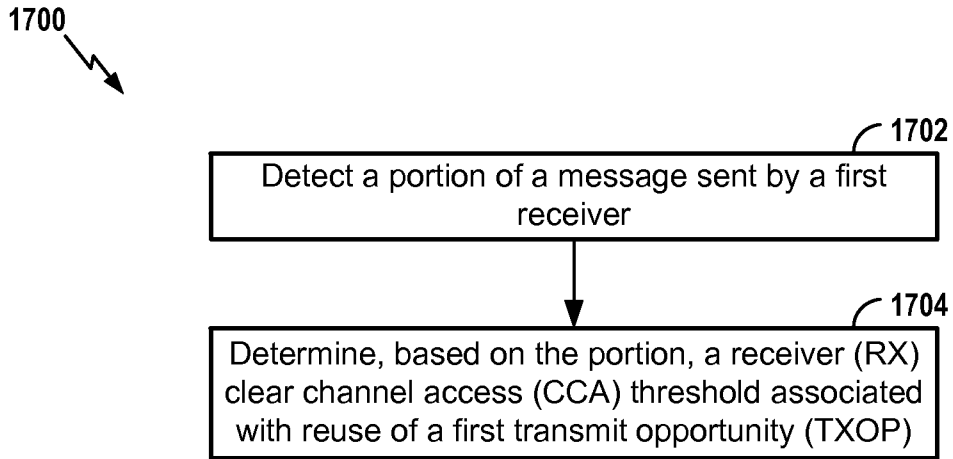 1700
1702
Detect a portion of a message sent by a first
receiver
1704
Determine, based on the portion, a receiver (RX)
clear channel access (CCA) threshold associated
with reuse of a first transmit opportunity (TXOP)